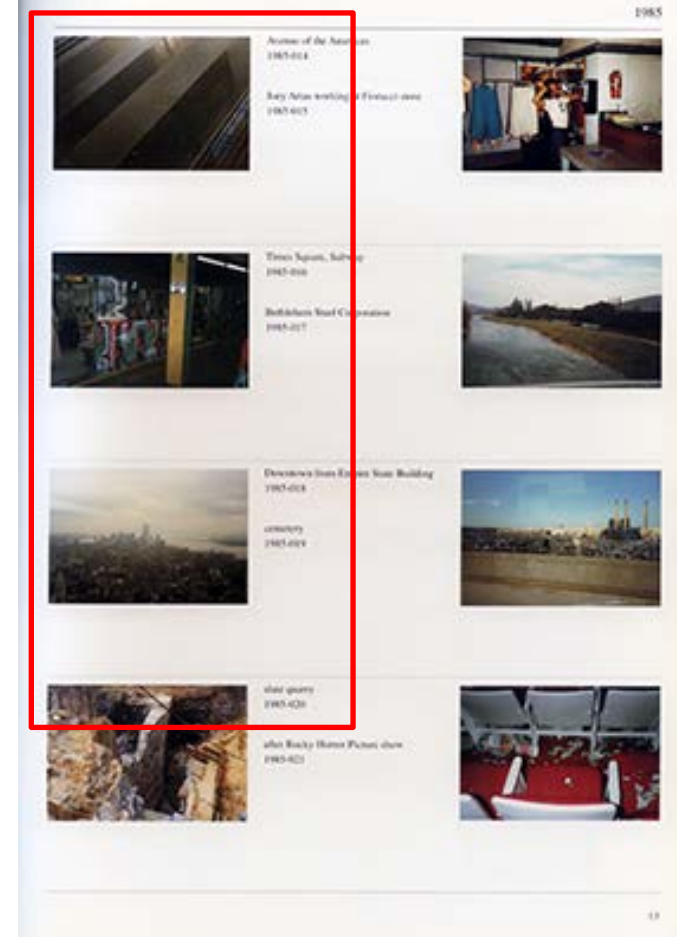 1985
Avenue of the Americas
1985-014
Joey Arias working at Fiorucci store
1985-015
Times Square, Subway
1985-016
Bethlehem Steel Corporation
1985-017
Downtown from Empire State Building
1985-018
cemetery
1985-019
slate quarry
1985-020
after Rocky Horror Picture show
1985-021
13